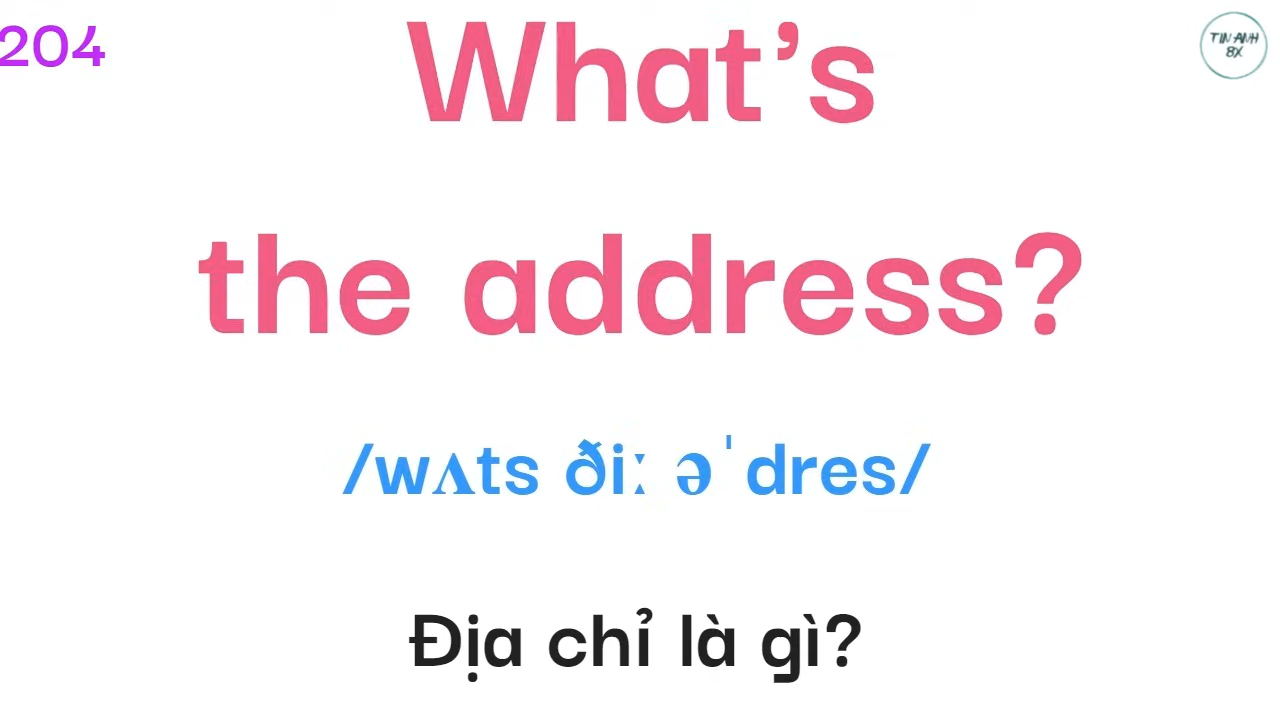 204
What’s
TIN ANH
8X
the address?
/wʌts ðiː əˈdres/
Địa chỉ là gì?